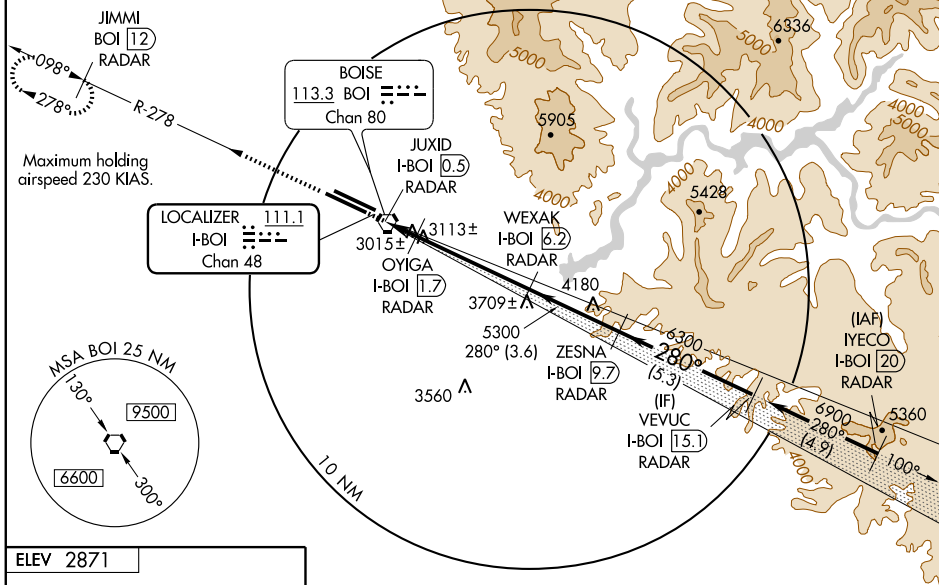 JIMMI
BOI 12
RADAR
098°
278°
R-278
Maximum holding
airspeed 230 KIAS.
BOISE
113.3 BOI
Chan 80
JUXID
I-BOI 0.5
RADAR
LOCALIZER 111.1
I-BOI
Chan 48
3015±
3113±
OYIGA
I-BOI 1.7
RADAR
WEXAK
I-BOI 6.2
RADAR
3709±
4180
5300
280° (3.6)
ZESNA
I-BOI 9.7
RADAR
6300
280°
(5.3)
(IF)
VEVUC
I-BOI 15.1
RADAR
(IAF)
IYECO
I-BOI 20
RADAR
6900
280°
(4.9)
5360
100°
3560
10 NM
6336
5000
5000
5905
4000
4000
4000
5000
4000
5428
4000
MSA BOI 25 NM
130°
9500
6600
300°
ELEV 2871